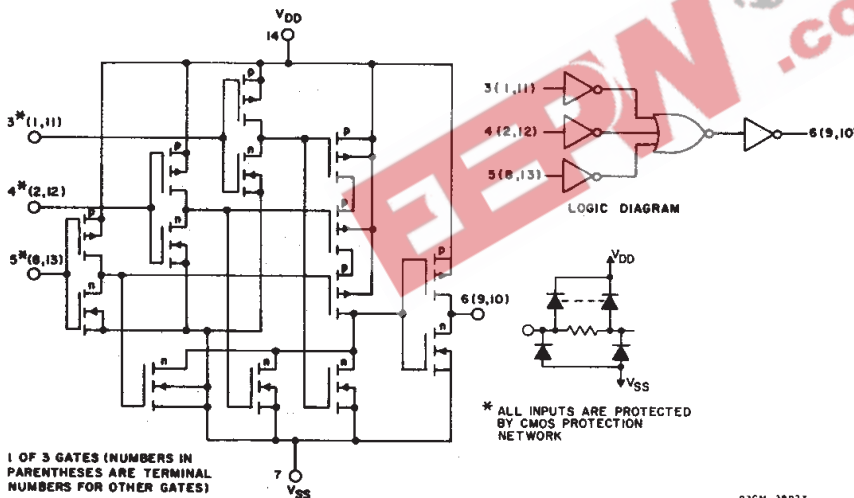 VDD
14
p
3*(1,11)
n
p
p
4*(2,12)
n
p
p
5*(8,13)
n
p
p
6(9,10)
n
n
n
n
1 OF 3 GATES (NUMBERS IN
PARENTHESES ARE TERMINAL
NUMBERS FOR OTHER GATES)
7
VSS
EEPW
.co
3(1,11)
4(2,12)
5(8,13)
6(9,10)
LOGIC DIAGRAM
VDD
VSS
* ALL INPUTS ARE PROTECTED
BY CMOS PROTECTION
NETWORK